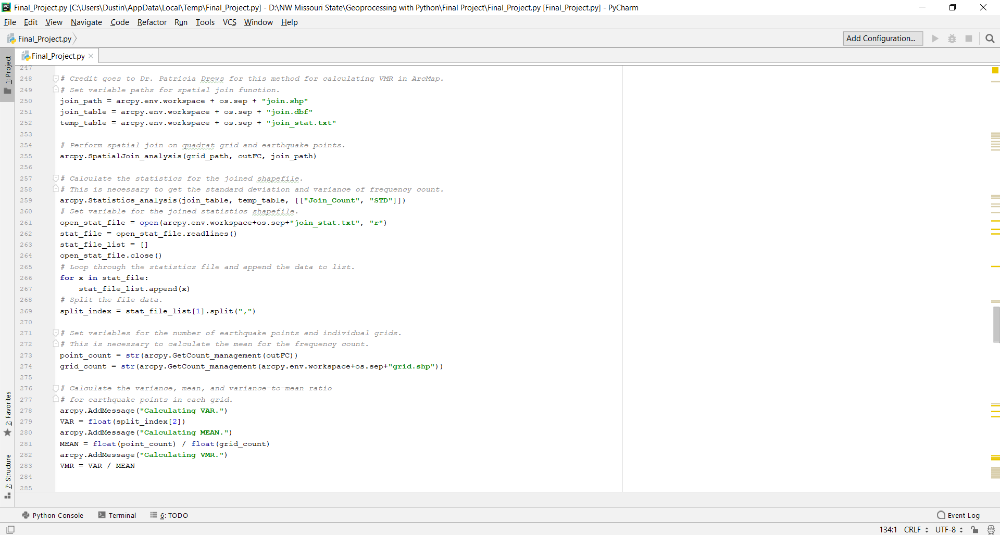 Final_Project.py [C:\Users\Dustin\AppData\Local\Temp\Final_Project.py] - D:\NW Missouri State\Geoprocessing with Python\Final Project\Final_Project.py [Final_Project.py] - PyCharm
File Edit View Navigate Code Refactor Run Tools VCS Window Help
Final_Project.py
Add Configuration...
Final_Project.py
1: Project
247
248 # Credit goes to Dr. Patricia Drews for this method for calculating VMR in ArcMap.
249 # Set variable paths for spatial join function.
250 join_path = arcpy.env.workspace + os.sep + "join.shp"
251 join_table = arcpy.env.workspace + os.sep + "join.dbf"
252 temp_table = arcpy.env.workspace + os.sep + "join_stat.txt"
253
254 # Perform spatial join on quadrat grid and earthquake points.
255 arcpy.SpatialJoin_analysis(grid_path, outFC, join_path)
256
257 # Calculate the statistics for the joined shapefile.
258 # This is necessary to get the standard deviation and variance of frequency count.
259 arcpy.Statistics_analysis(join_table, temp_table, [["Join_Count", "STD"]])
260 # Set variable for the joined statistics shapefile.
261 open_stat_file = open(arcpy.env.workspace+os.sep+"join_stat.txt", "r")
262 stat_file = open_stat_file.readlines()
263 stat_file_list = []
264 open_stat_file.close()
265 # Loop through the statistics file and append the data to list.
266 for x in stat_file:
267     stat_file_list.append(x)
268 # Split the file data.
269 split_index = stat_file_list[1].split(",")
270
271 # Set variables for the number of earthquake points and individual grids.
272 # This is necessary to calculate the mean for the frequency count.
273 point_count = str(arcpy.GetCount_management(outFC))
274 grid_count = str(arcpy.GetCount_management(arcpy.env.workspace+os.sep+"grid.shp"))
275
276 # Calculate the variance, mean, and variance-to-mean ratio
277 # for earthquake points in each grid.
278 arcpy.AddMessage("Calculating VAR.")
279 VAR = float(split_index[2])
280 arcpy.AddMessage("Calculating MEAN.")
281 MEAN = float(point_count) / float(grid_count)
282 arcpy.AddMessage("Calculating VMR.")
283 VMR = VAR / MEAN
284
285
2: Favorites
7: Structure
Python Console Terminal 6: TODO Event Log
134:1 CRLF UTF-8